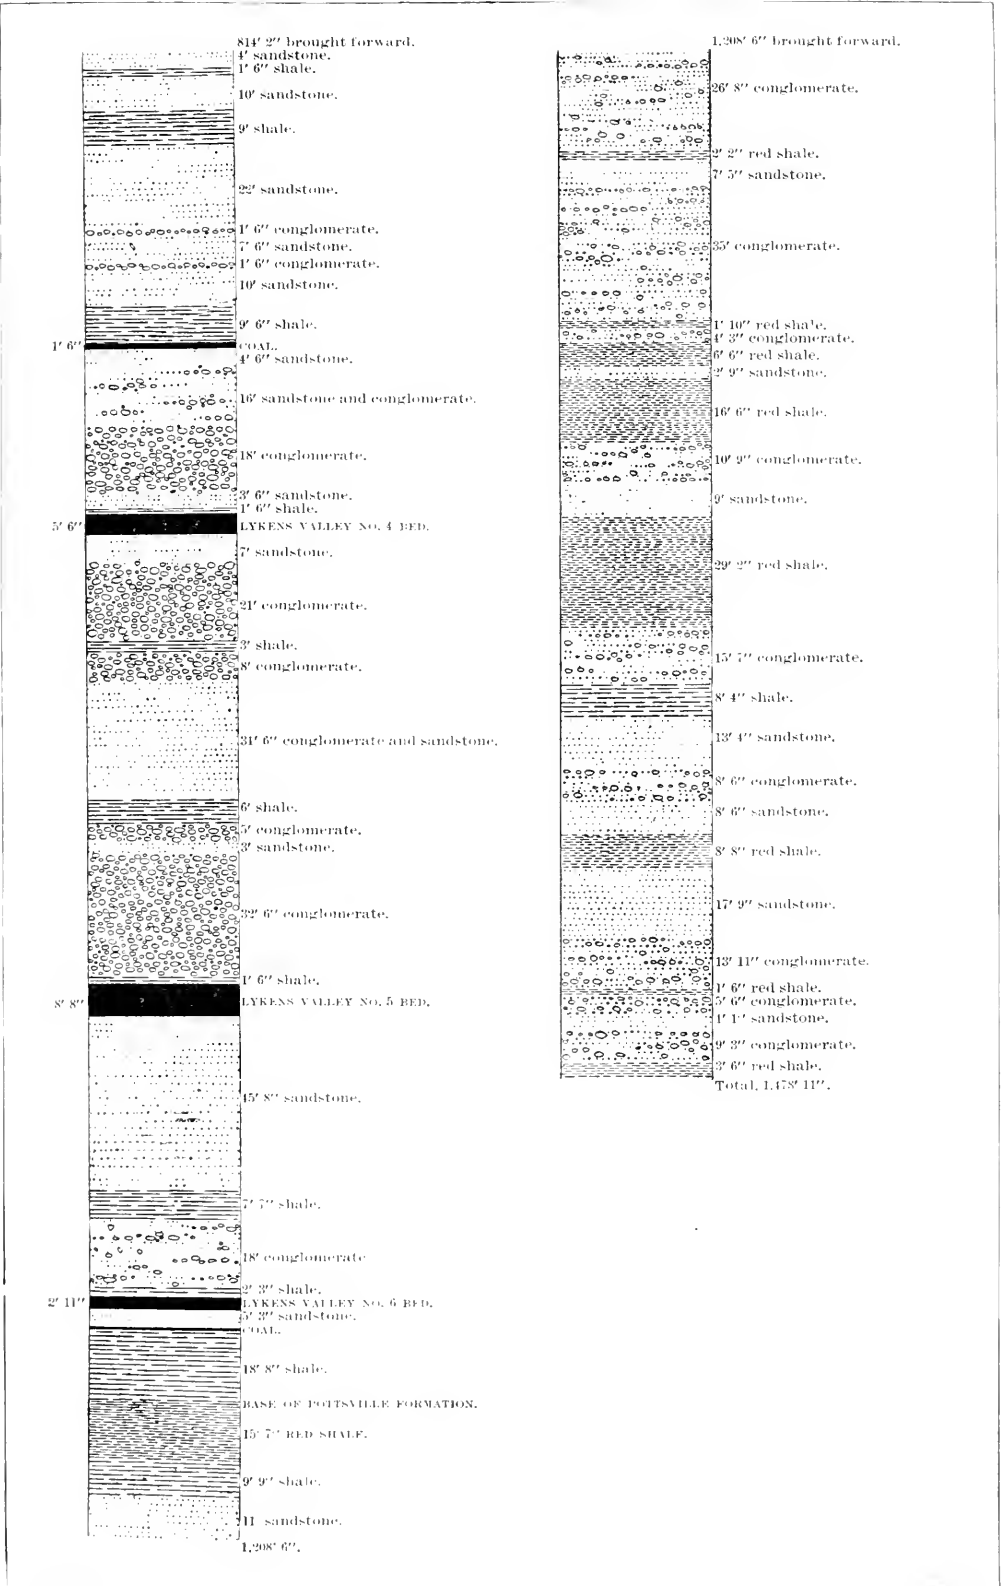 814' 2" brought forward.
4' sandstone.
1' 6" shale.
10' sandstone.
9' shale.
22' sandstone.
1' 6" conglomerate.
7' 6" sandstone.
1' 6" conglomerate.
10' sandstone.
9' 6" shale.
1' 6" COAL.
4' 6" sandstone.
16' sandstone and conglomerate.
18' conglomerate.
3' 6" sandstone.
1' 6" shale.
5' 6" LYKENS VALLEY NO. 4 BED.
7' sandstone.
21' conglomerate.
3' shale.
8' conglomerate.
31' 6" conglomerate and sandstone.
6' shale.
5' conglomerate.
3' sandstone.
32' 6" conglomerate.
1' 6" shale.
8' 8" LYKENS VALLEY NO. 5 BED.
45' 8" sandstone.
7' 7" shale.
18' conglomerate
2' 3" shale.
2' 11" LYKENS VALLEY NO. 6 BED.
5' 3" sandstone.
COAL.
18' 8" shale.
BASE OF POTTSVILLE FORMATION.
15' 7" RED SHALE.
9' 9" shale.
11 sandstone.
1,208' 6".
1,208' 6" brought forward.
26' 8" conglomerate.
2' 2" red shale.
7' 5" sandstone.
35' conglomerate.
1' 10" red shale.
4' 3" conglomerate.
6' 6" red shale.
2' 9" sandstone.
16' 6" red shale.
10' 9" conglomerate.
9' sandstone.
29' 2" red shale.
15' 7" conglomerate.
8' 4" shale.
13' 4" sandstone.
8' 6" conglomerate.
8' 6" sandstone.
8' 8" red shale.
17' 9" sandstone.
13' 11" conglomerate.
1' 6" red shale.
5' 6" conglomerate.
sandstone.
9' 3" conglomerate.
3' 6" red shale.
Total, 1,478' 11".